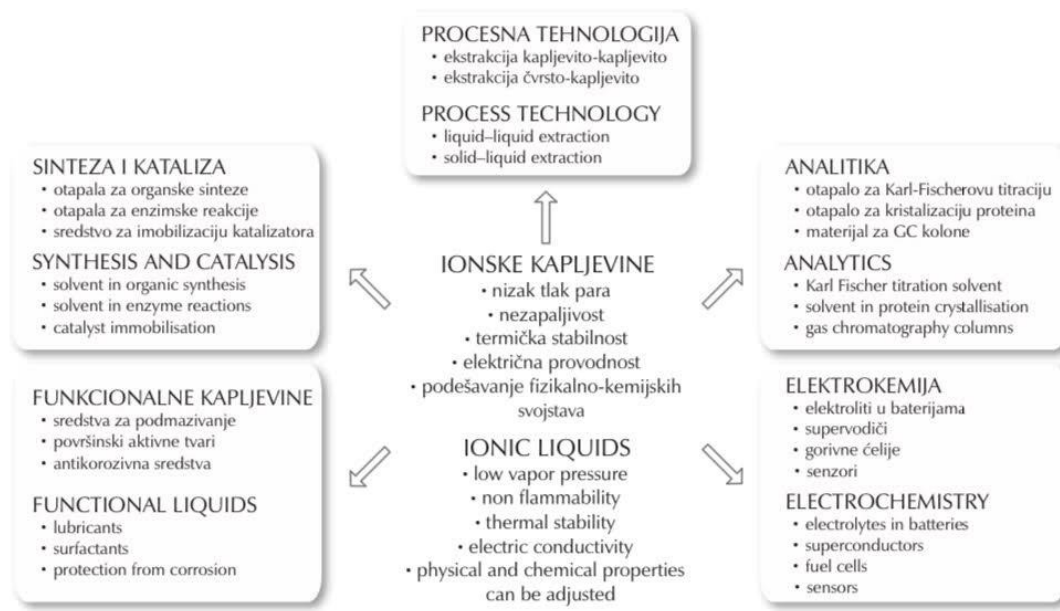 PROCESNA TEHNOLOGIJA
• ekstrakcija kapljevito-kapljevito
• ekstrakcija čvrsto-kapljevito
PROCESS TECHNOLOGY
• liquid–liquid extraction
• solid–liquid extraction
SINTEZA I KATALIZA
• otapala za organske sinteze
• otapala za enzimske reakcije
• sredstvo za imobilizaciju katalizatora
SYNTHESIS AND CATALYSIS
• solvent in organic synthesis
• solvent in enzyme reactions
• catalyst immobilisation
ANALITIKA
• otapalo za Karl-Fischerovu titraciju
• otapalo za kristalizaciju proteina
• materijal za GC kolone
ANALYTICS
• Karl Fischer titration solvent
• solvent in protein crystallisation
• gas chromatography columns
IONSKE KAPLJEVINE
• nizak tlak para
• nezapaljivost
• termička stabilnost
• električna provodnost
• podešavanje fizikalno-kemijskih
svojstava
IONIC LIQUIDS
• low vapor pressure
• non flammability
• thermal stability
• electric conductivity
• physical and chemical properties
can be adjusted
FUNKCIONALNE KAPLJEVINE
• sredstva za podmazivanje
• površinski aktivne tvari
• antikorozivna sredstva
FUNCTIONAL LIQUIDS
• lubricants
• surfactants
• protection from corrosion
ELEKTROKEMIJA
• elektroliti u baterijama
• supervodiči
• gorivne ćelije
• senzori
ELECTROCHEMISTRY
• electrolytes in batteries
• superconductors
• fuel cells
• sensors